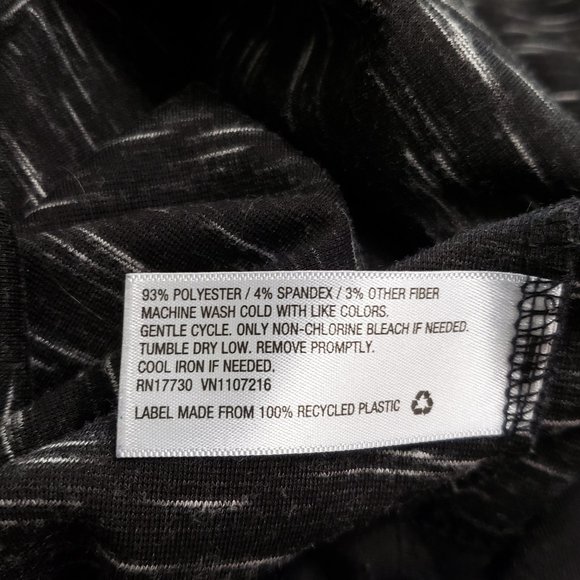 93% POLYESTER / 4% SPANDEX / 3% OTHER FIBER
MACHINE WASH COLD WITH LIKE COLORS.
GENTLE CYCLE. ONLY NON-CHLORINE BLEACH IF NEEDED.
TUMBLE DRY LOW. REMOVE PROMPTLY.
COOL IRON IF NEEDED.
RN17730 VN1107216
LABEL MADE FROM 100% RECYCLED PLASTIC